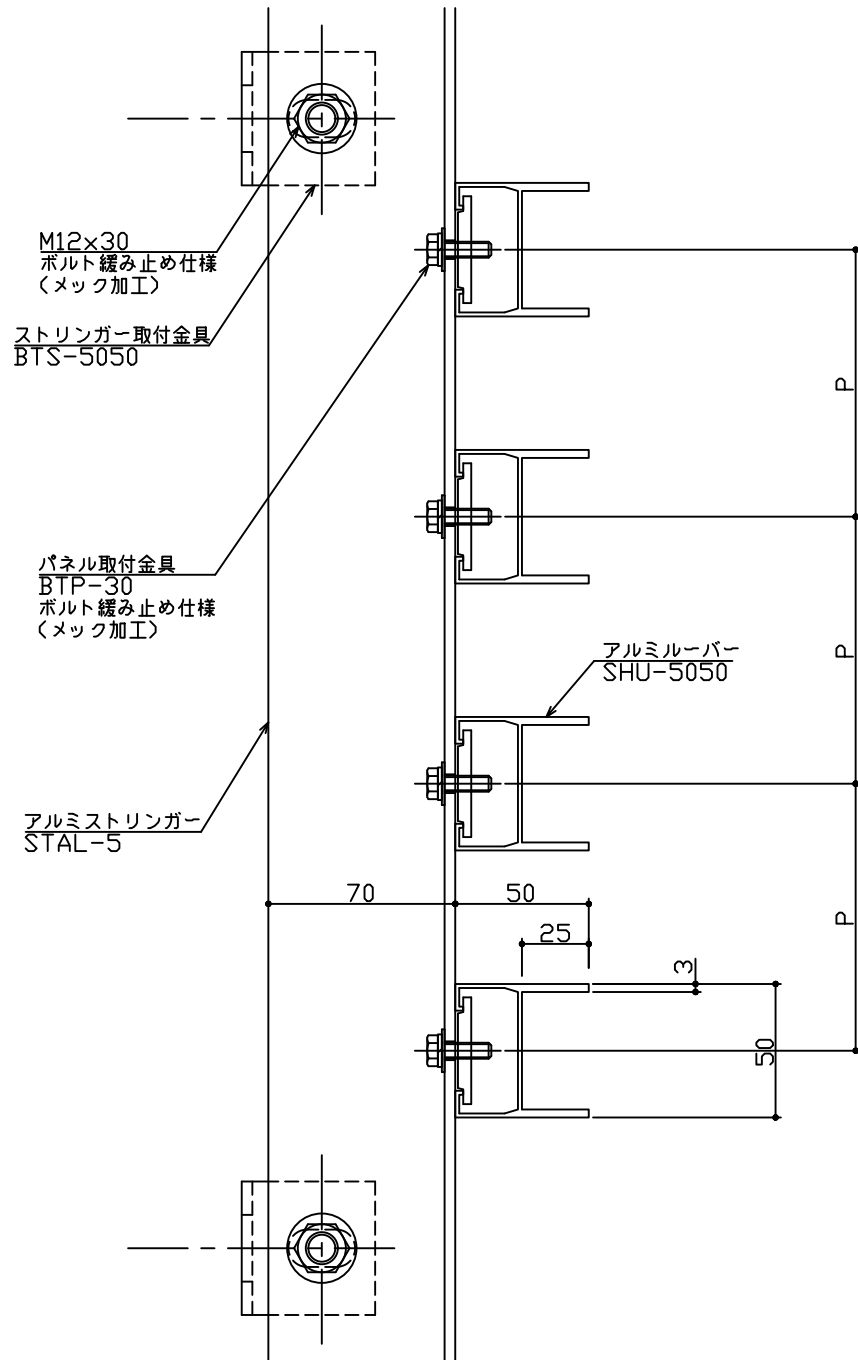 M12×30
ボルト緩み止め仕様
(メック加工)
ストリンガー取付金具
BTS-5050
パネル取付金具
BTP-30
ボルト緩み止め仕様
(メック加工)
アルミルーバー
SHU-5050
アルミストリンガー
STAL-5
P
P
P
70
50
25
3
50